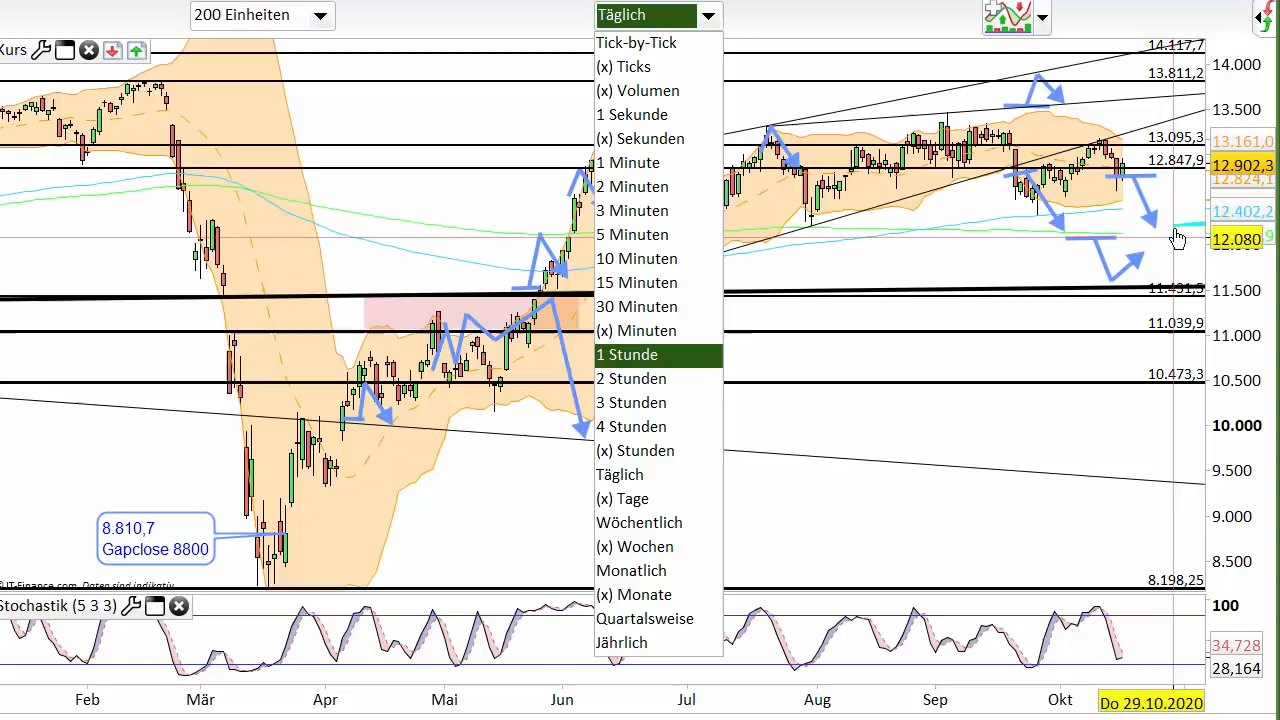 200 Einheiten
Täglich
Kurs
Tick-by-Tick
(x) Ticks
(x) Volumen
1 Sekunde
(x) Sekunden
1 Minute
2 Minuten
3 Minuten
5 Minuten
10 Minuten
15 Minuten
30 Minuten
(x) Minuten
1 Stunde
2 Stunden
3 Stunden
4 Stunden
(x) Stunden
Täglich
(x) Tage
Wöchentlich
(x) Wochen
Monatlich
(x) Monate
Quartalsweise
Jährlich
14.117,7
13.811,2
13.095,3
12.847,9
11.431,5
11.039,9
10.473,3
8.198,25
14.000
13.500
13.161,0
12.902,3
12.824,1
12.402,2
12.080
11.500
11.000
10.500
10.000
9.500
9.000
8.500
8.810,7
Gapclose 8800
IT-Finance.com Daten sind indikativ
Stochastik (5 3 3)
100
34,728
28,164
Feb
Mär
Apr
Mai
Jun
Jul
Aug
Sep
Okt
Do 29.10.2020